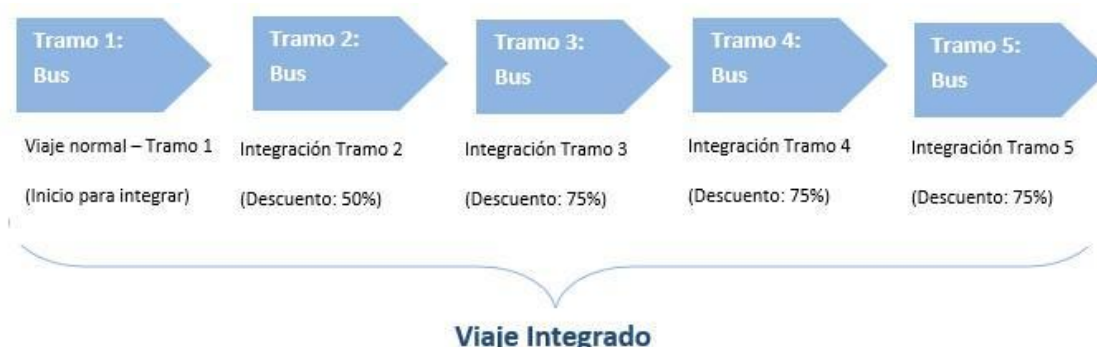 Tramo 1:
Bus
Tramo 2:
Bus
Tramo 3:
Bus
Tramo 4:
Bus
Tramo 5:
Bus
Viaje normal – Tramo 1
(Inicio para integrar)
Integración Tramo 2
(Descuento: 50%)
Integración Tramo 3
(Descuento: 75%)
Integración Tramo 4
(Descuento: 75%)
Integración Tramo 5
(Descuento: 75%)
Viaje Integrado